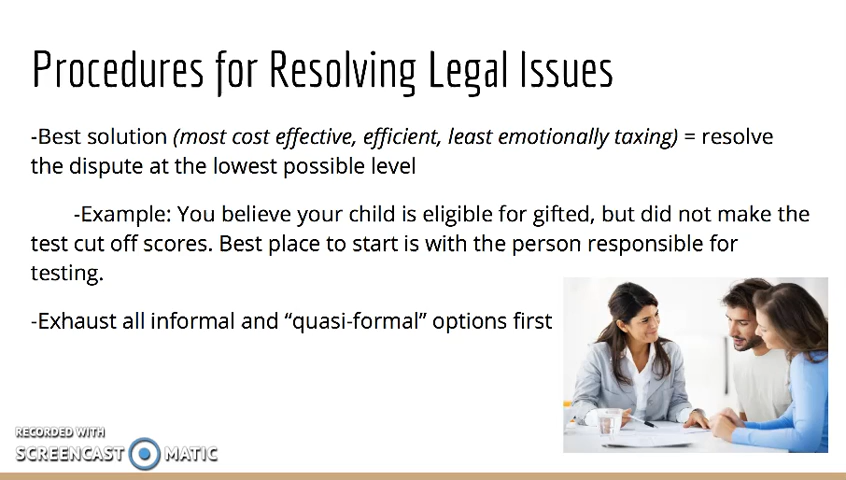 Procedures for Resolving Legal Issues
-Best solution (most cost effective, efficient, least emotionally taxing) = resolve
the dispute at the lowest possible level
-Example: You believe your child is eligible for gifted, but did not make the
test cut off scores. Best place to start is with the person responsible for
testing.
-Exhaust all informal and “quasi-formal” options first
RECORDED WITH
SCREENCAST MATIC